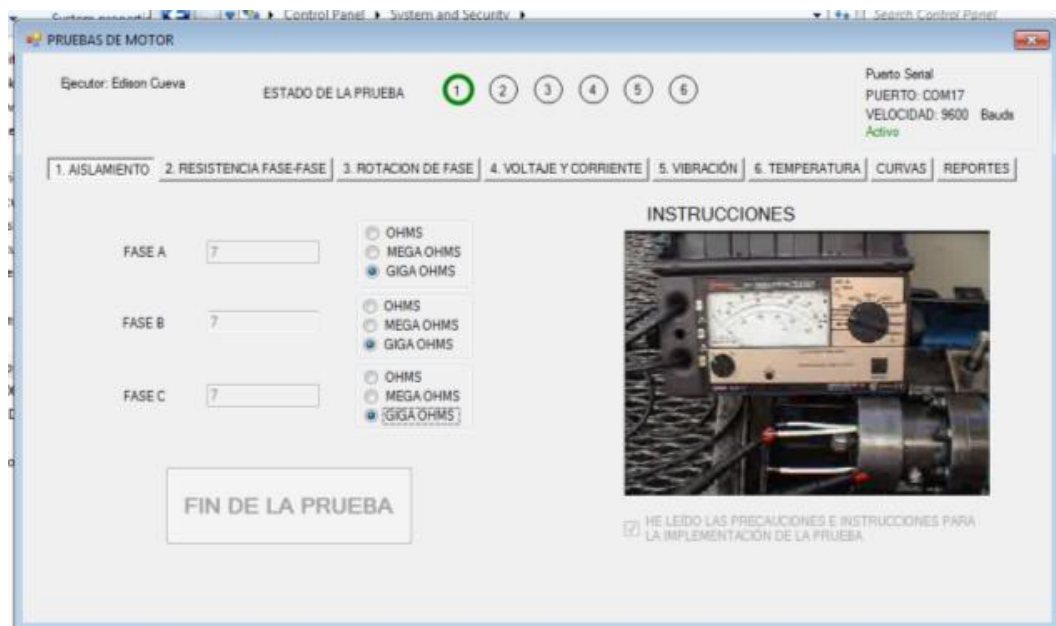 Control Panel System and Security Search Control Panel
PRUEBAS DE MOTOR
Ejecutor: Edison Cueva
ESTADO DE LA PRUEBA 1 2 3 4 5 6
Puerto Serial
PUERTO: COM17
VELOCIDAD: 9600 Bauds
Activo
1. AISLAMIENTO 2. RESISTENCIA FASE-FASE 3. ROTACION DE FASE 4. VOLTAJE Y CORRIENTE 5. VIBRACIÓN 6. TEMPERATURA CURVAS REPORTES
INSTRUCCIONES
FASE A 7
OHMS
MEGA OHMS
GIGA OHMS
FASE B 7
OHMS
MEGA OHMS
GIGA OHMS
FASE C 7
OHMS
MEGA OHMS
GIGA OHMS
FIN DE LA PRUEBA
HE LEIDO LAS PRECAUCIONES E INSTRUCCIONES PARA
LA IMPLEMENTACIÓN DE LA PRUEBA